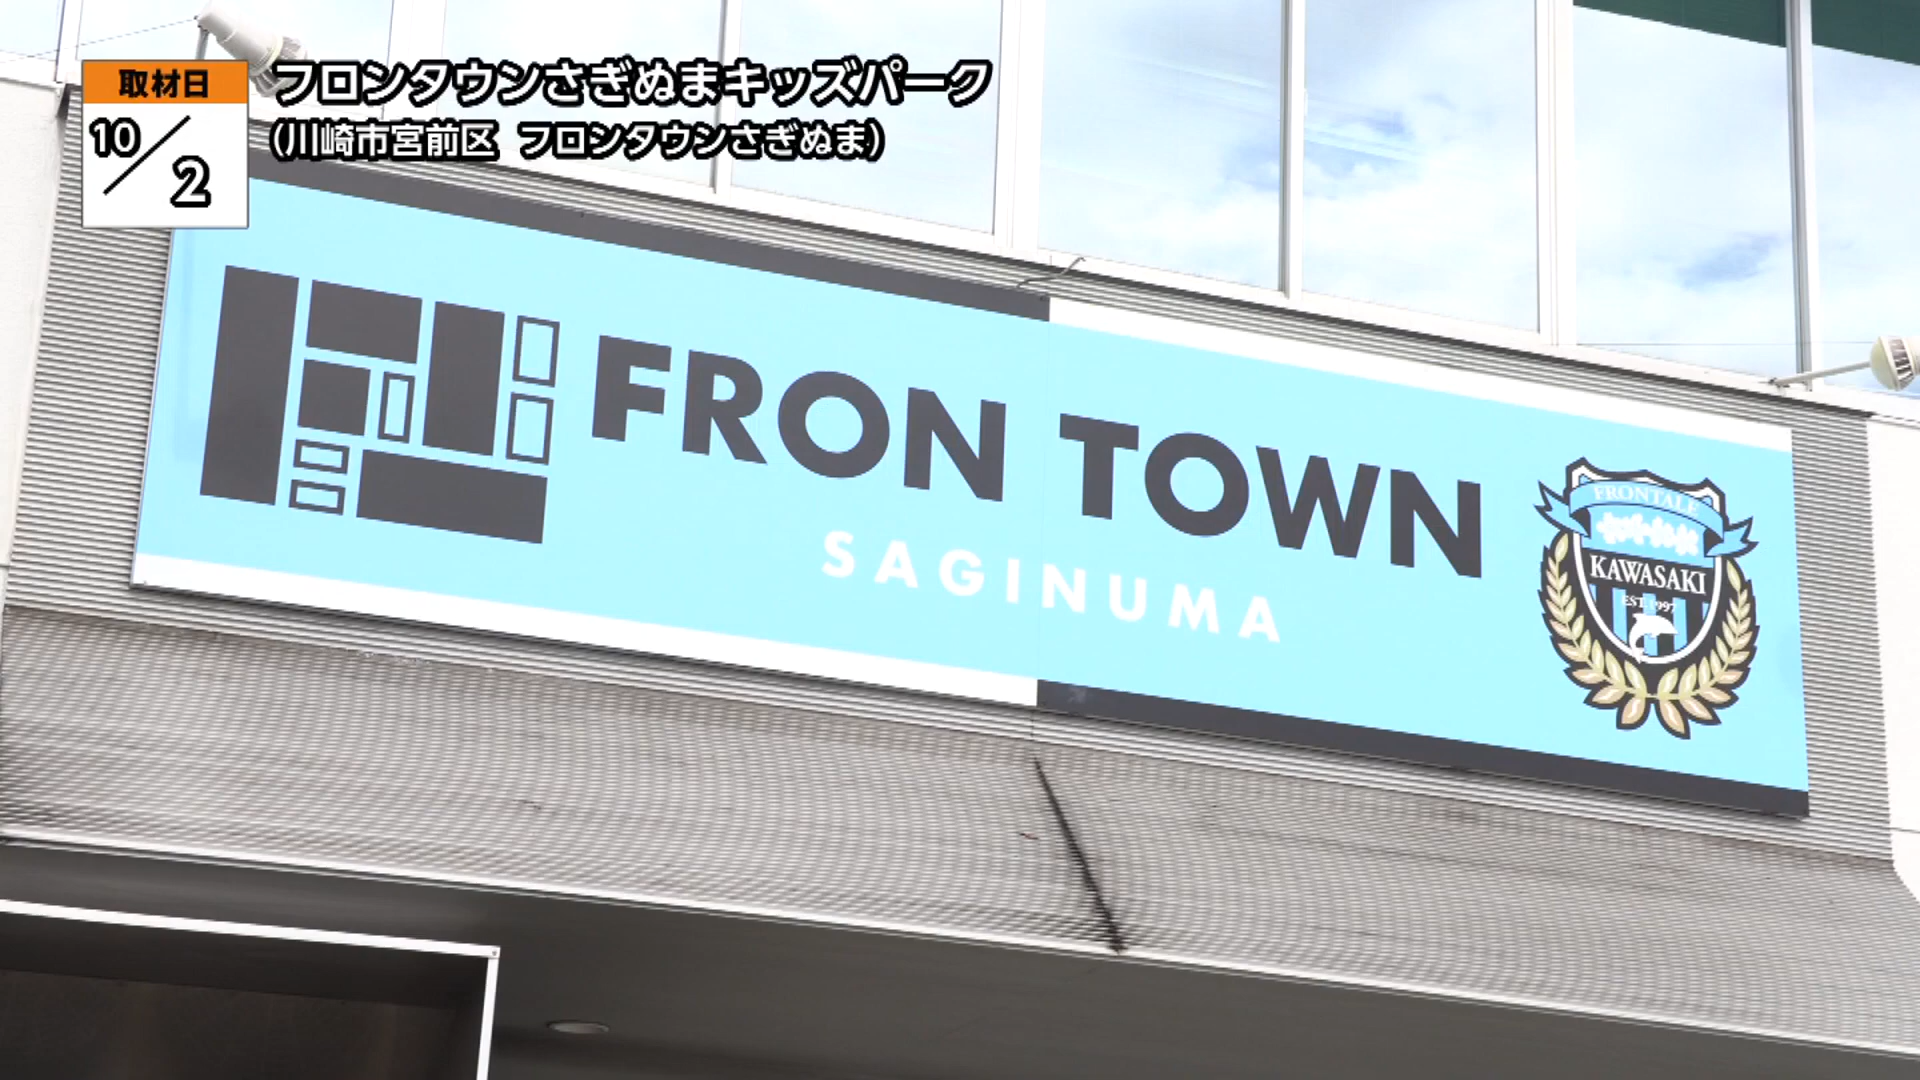 取材日
10/2
フロンタウンさぎぬまキッズパーク
(川崎市宮前区 フロンタウンさぎぬま)
FRON TOWN
SAGINUMA
FRONTALE
KAWASAKI
EST.1997